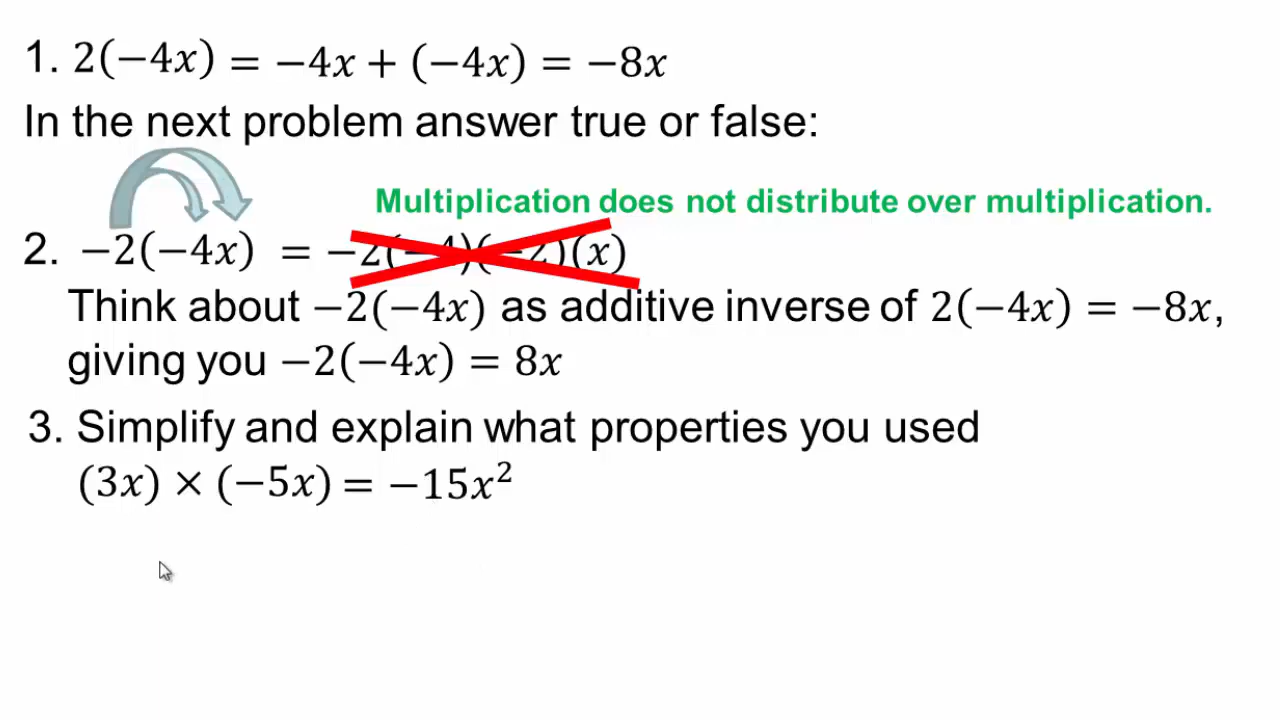 1. 2(−4x) = −4x + (−4x) = −8x
In the next problem answer true or false:
Multiplication does not distribute over multiplication.
2. −2(−4x) = −2(−4)(−2)(x)
Think about −2(−4x) as additive inverse of 2(−4x) = −8x,
giving you −2(−4x) = 8x
3. Simplify and explain what properties you used
(3x) × (−5x) = −15x²